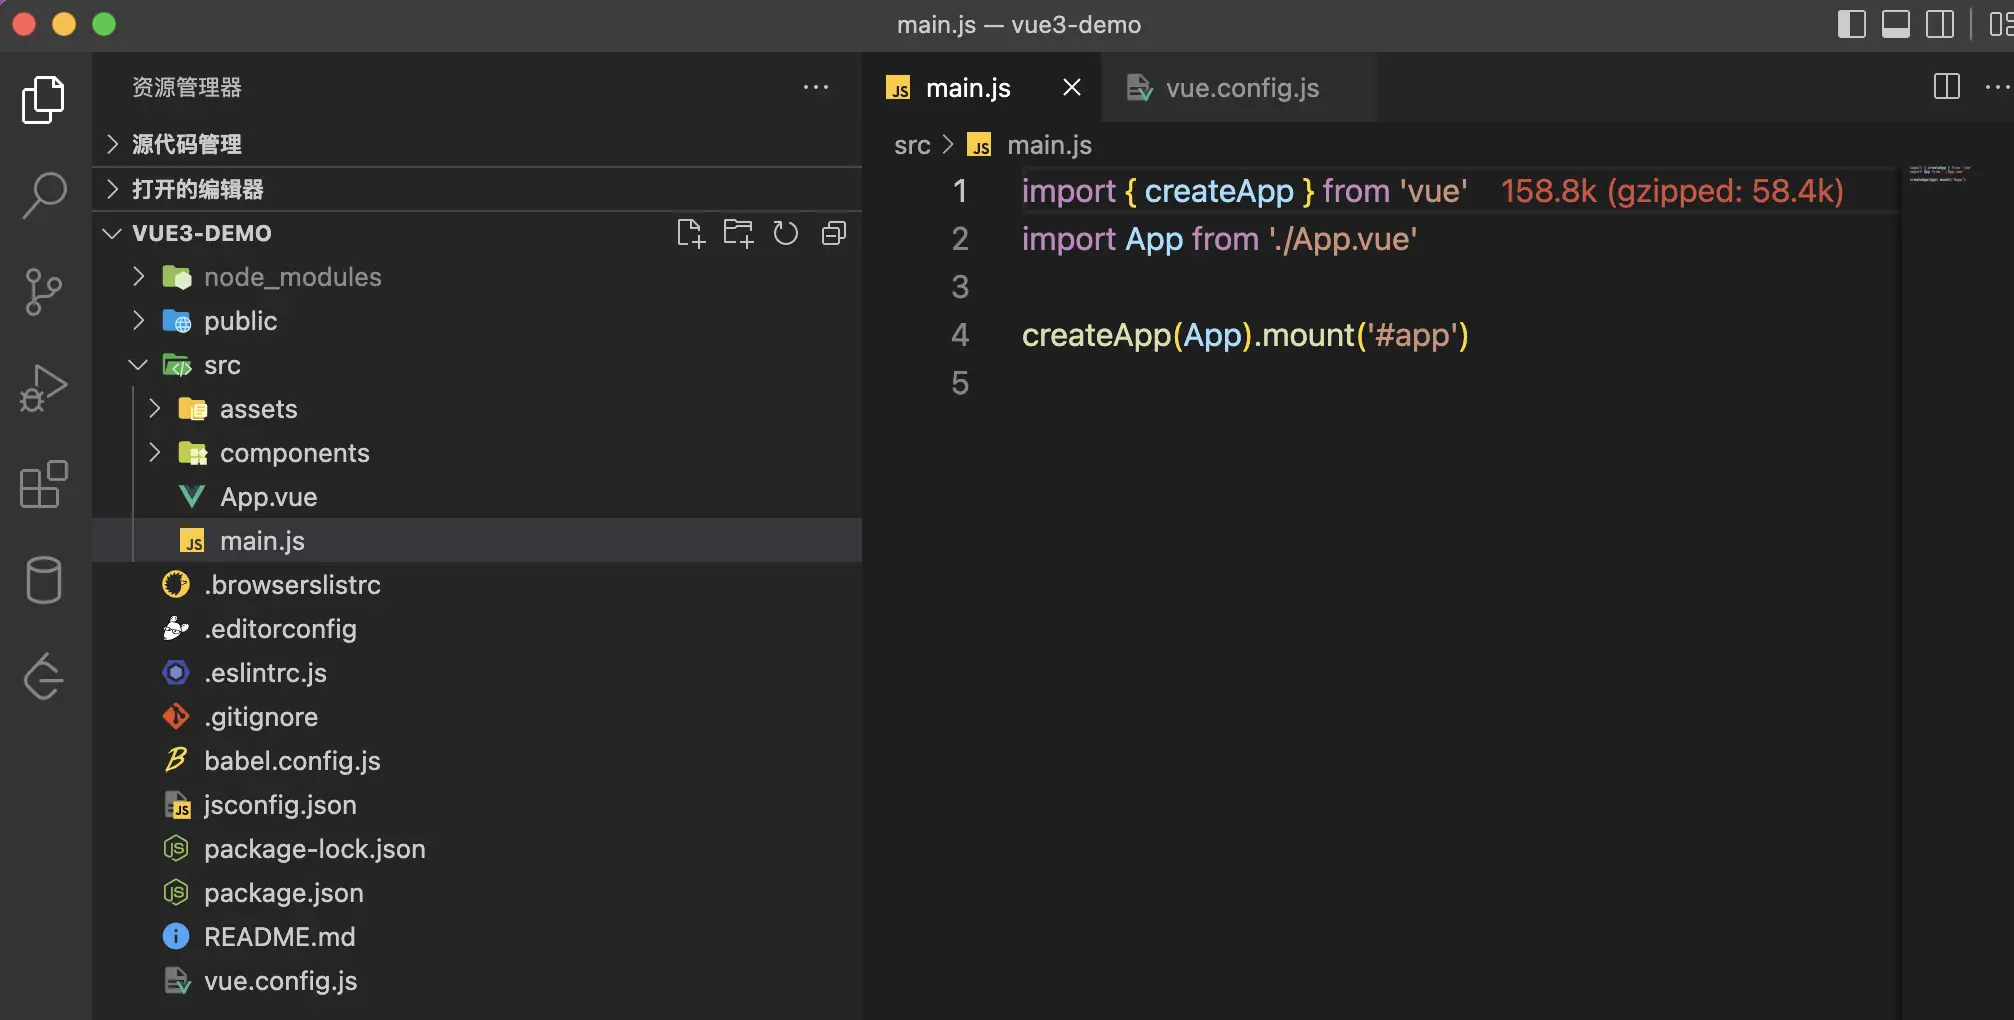 main.js — vue3-demo
资源管理器
源代码管理
打开的编辑器
VUE3-DEMO
node_modules
public
src
assets
components
App.vue
main.js
.browserslistrc
.editorconfig
.eslintrc.js
.gitignore
babel.config.js
jsconfig.json
package-lock.json
package.json
README.md
vue.config.js
JS main.js
vue.config.js
src > JS main.js
1 import { createApp } from 'vue' 158.8k (gzipped: 58.4k)
2 import App from './App.vue'
3
4 createApp(App).mount('#app')
5